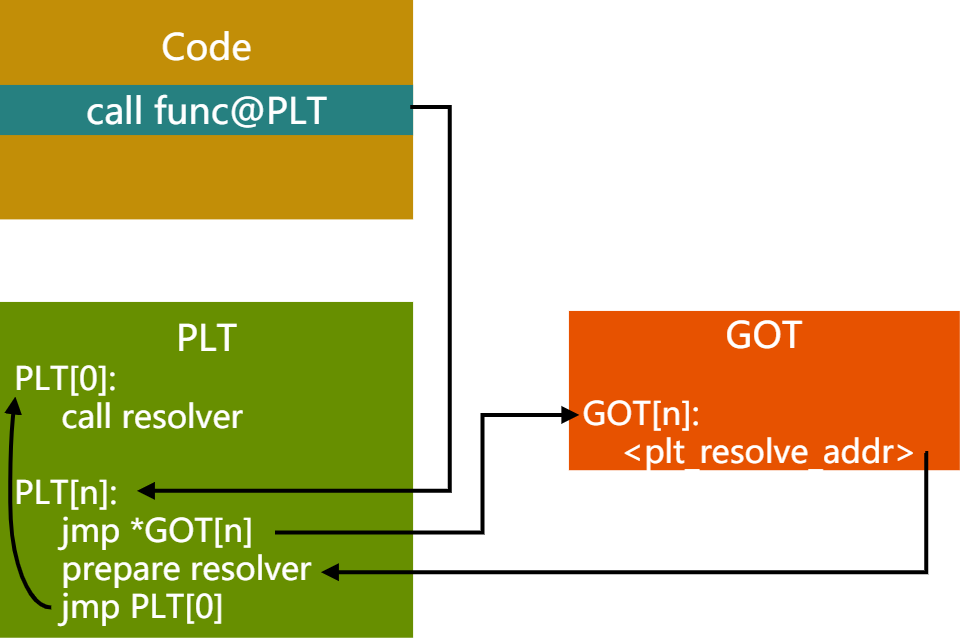 Code
call func@PLT
PLT
PLT[0]:
call resolver
PLT[n]:
jmp *GOT[n]
prepare resolver
jmp PLT[0]
GOT
GOT[n]:
<plt_resolve_addr>